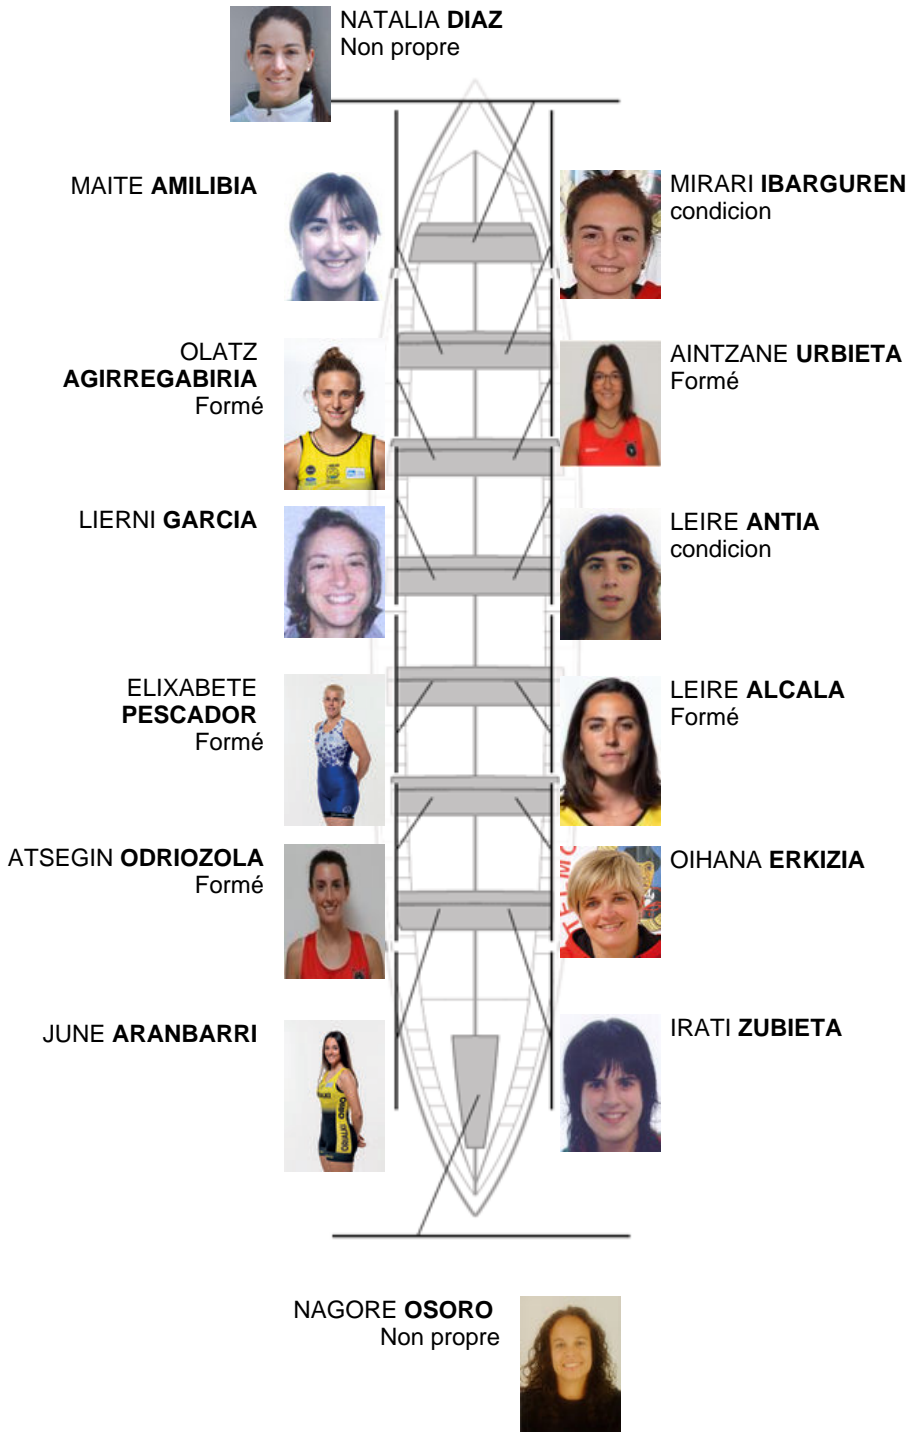 NATALIA DIAZ
Non propre
MAITE AMILIBIA
MIRARI IBARGUREN
condicion
OLATZ
AGIRREGABIRIA
Formé
AINTZANE URBIETA
Formé
LIERNI GARCIA
LEIRE ANTIA
condicion
ELIXABETE
PESCADOR
Formé
LEIRE ALCALA
Formé
ATSEGIN ODRIOZOLA
Formé
OIHANA ERKIZIA
JUNE ARANBARRI
IRATI ZUBIETA
NAGORE OSORO
Non propre